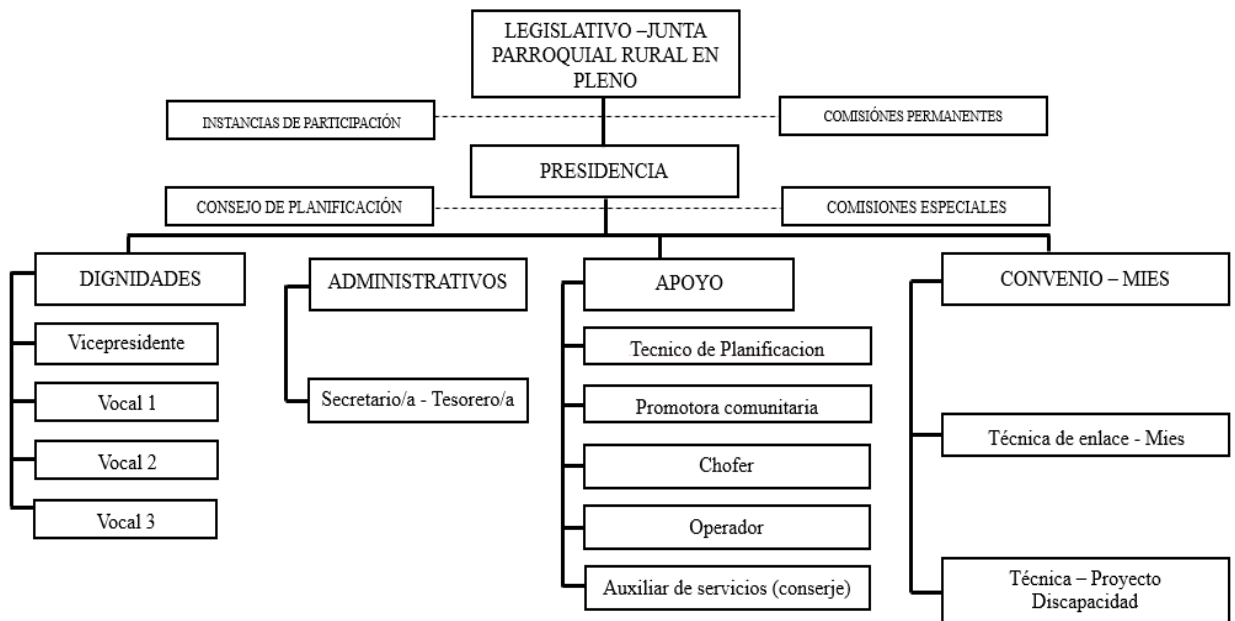 LEGISLATIVO –JUNTA
PARROQUIAL RURAL EN
PLENO
INSTANCIAS DE PARTICIPACIÓN
COMISIÓNES PERMANENTES
PRESIDENCIA
CONSEJO DE PLANIFICACIÓN
COMISIONES ESPECIALES
DIGNIDADES
Vicepresidente
Vocal 1
Vocal 2
Vocal 3
ADMINISTRATIVOS
Secretario/a - Tesorero/a
APOYO
Tecnico de Planificacion
Promotora comunitaria
Chofer
Operador
Auxiliar de servicios (conserje)
CONVENIO – MIES
Técnica de enlace - Mies
Técnica – Proyecto
Discapacidad